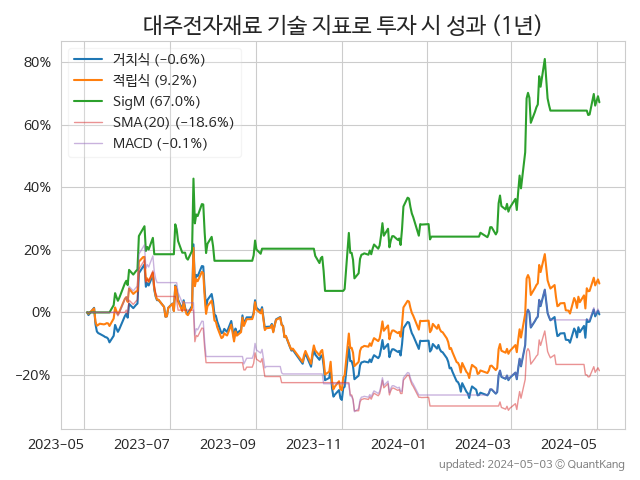 대주전자재료 기술 지표로 투자 시 성과 (1년)
거치식 (−0.6%)
적립식 (9.2%)
SigM (67.0%)
SMA(20) (−18.6%)
MACD (−0.1%)
80%
60%
40%
20%
0%
−20%
2023-05 2023-07 2023-09 2023-11 2024-01 2024-03 2024-05
updated: 2024-05-03 © QuantKang